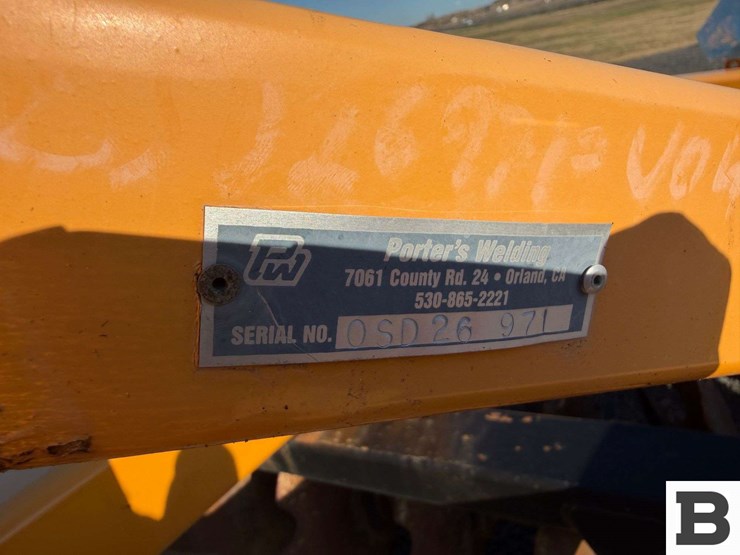 PW
Porter's Welding
7061 County Rd. 24 • Orland, CA
530-865-2221
SERIAL NO. OSD26 971
B